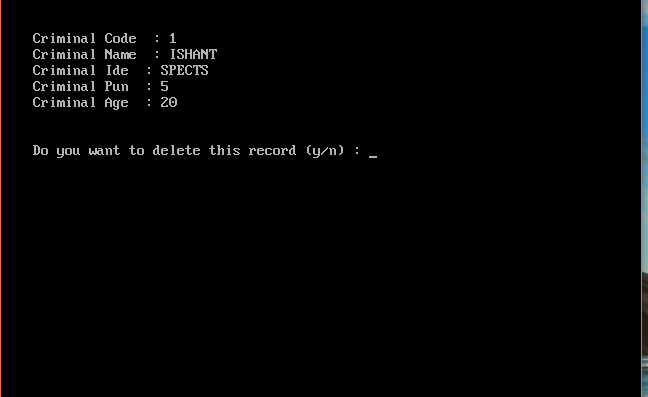 Criminal Code  : 1
Criminal Name  : ISHANT
Criminal Ide  : SPECTS
Criminal Pun  : 5
Criminal Age  : 20
Do you want to delete this record (y/n) : _